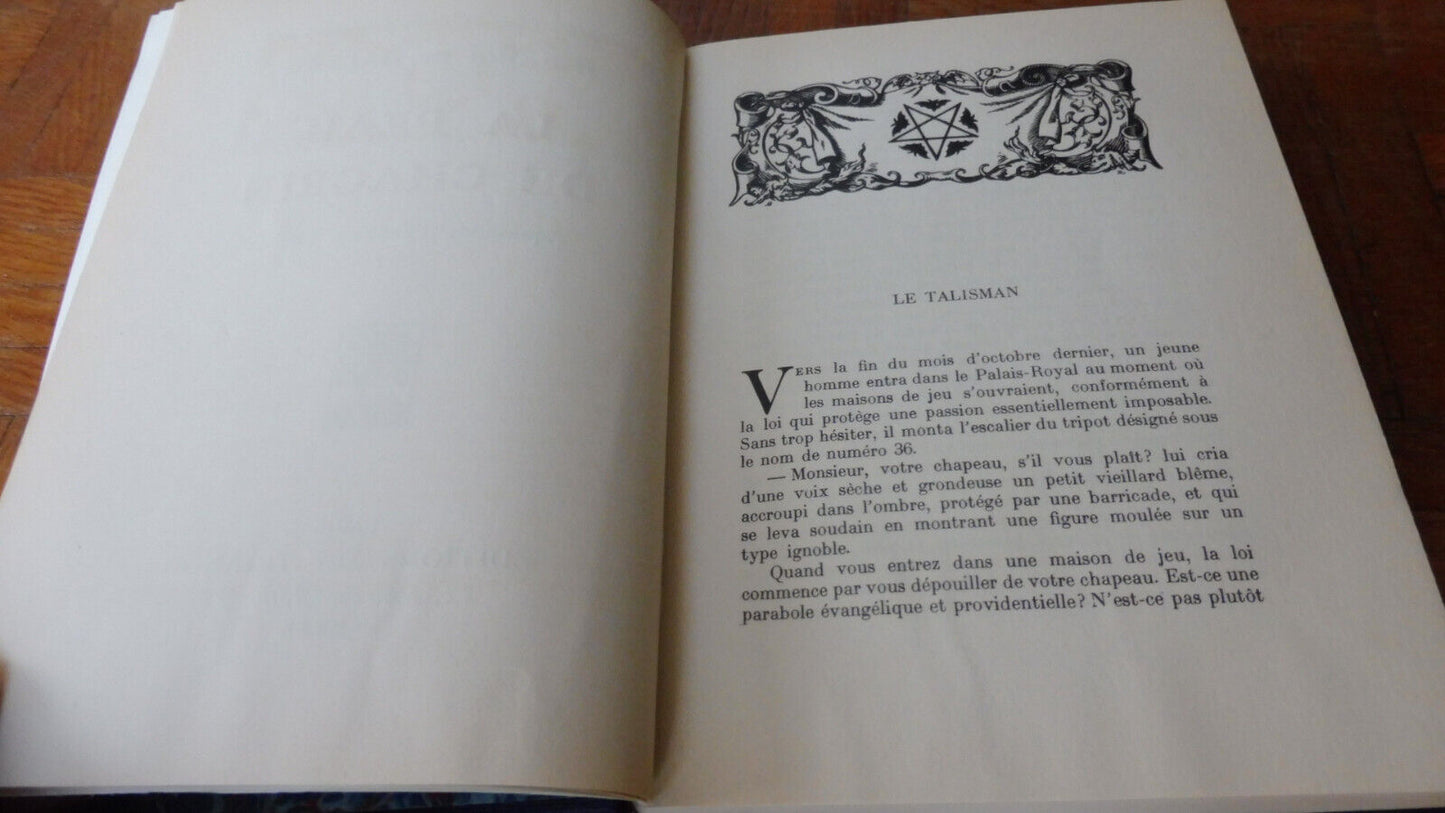 LE TALISMAN
VERS la fin du mois d'octobre dernier, un jeune
homme entra dans le Palais-Royal au moment où
les maisons de jeu s'ouvraient, conformément à
la loi qui protège une passion essentiellement imposable.
Sans trop hésiter, il monta l'escalier du tripot désigné sous
le nom de numéro 36.
— Monsieur, votre chapeau, s'il vous plaît? lui cria
d'une voix sèche et grondeuse un petit vieillard blême,
accroupi dans l'ombre, protégé par une barricade, et qui
se leva soudain en montrant une figure moulée sur un
type ignoble.
Quand vous entrez dans une maison de jeu, la loi
commence par vous dépouiller de votre chapeau. Est-ce une
parabole évangélique et providentielle? N'est-ce pas plutôt